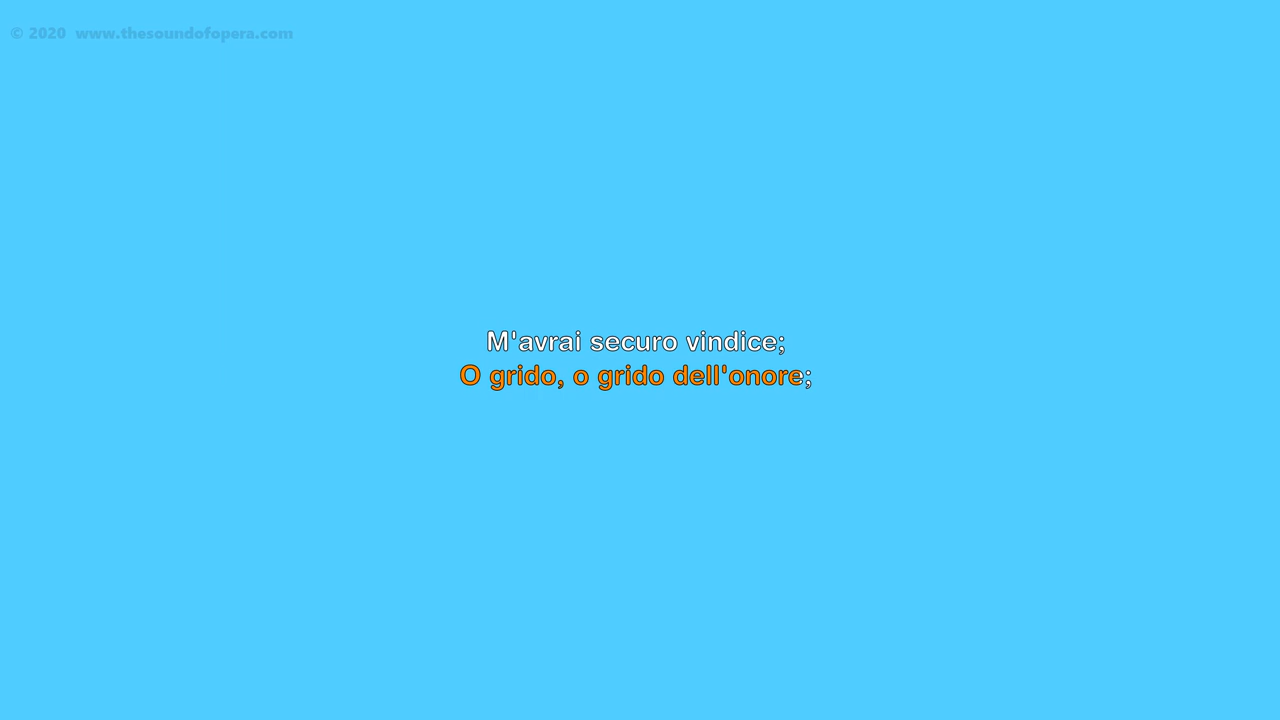 © 2020 www.thesoundofopera.com
M'avrai securo vindice;
O grido, o grido dell'onore;